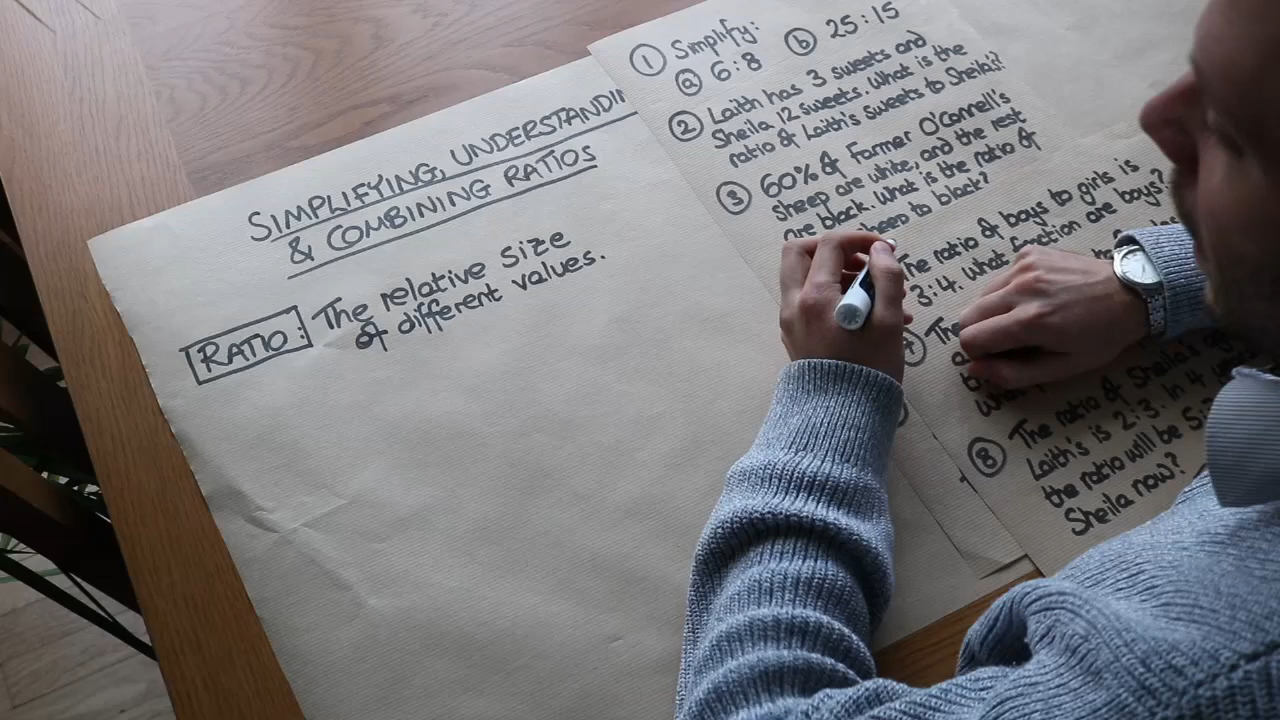 SIMPLIFYING, UNDERSTANDIN
& COMBINING RATIOS
RATIO: The relative size
of different values.
① Simplify:
ⓐ 6:8 ⓑ 25:15
② Laith has 3 sweets and
Sheila 12 sweets. What is the
ratio of Laith's sweets to Sheila's?
③ 60% of Farmer O'Connell's
sheep are white, and the rest
are black. What is the ratio of
sheep to black?
The ratio of boys to girls is
3:4. What fraction are boys?
The
What
⑧ The ratio of Sheila's
Laith's is 2:3. In 4
the ratio will be 5:
Sheila now?